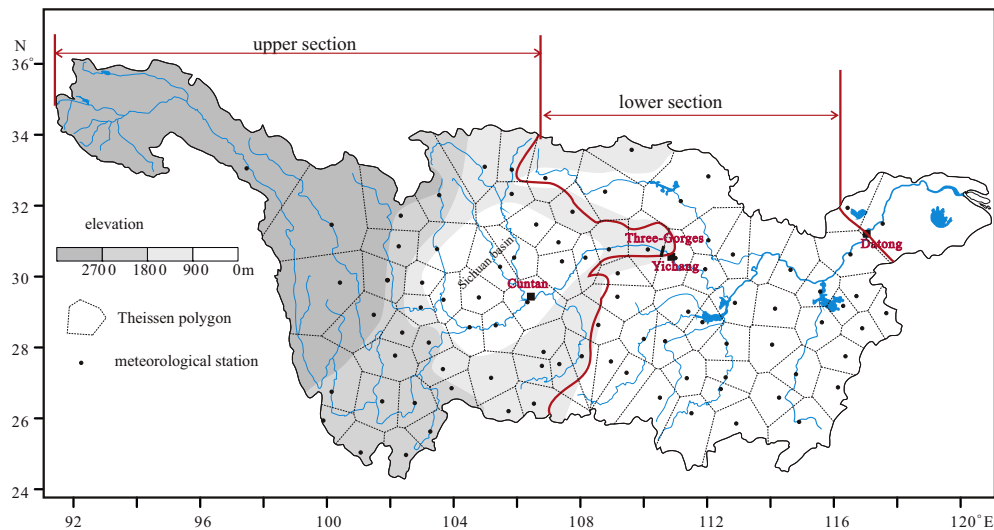 N
upper section
lower section
36°
34
32
30
28
26
24
elevation
2700 1800 900 0m
Theissen polygon
meteorological station
Sichuan basin
Cuntan
Three-Gorges
Yichang
Datong
92 96 100 104 108 112 116 120°E